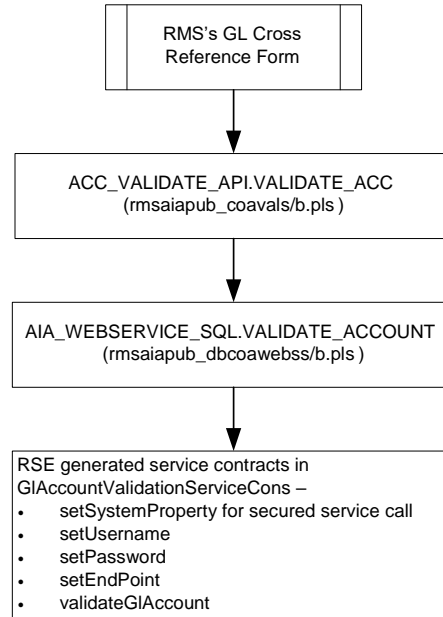 RMS's GL Cross
Reference Form
ACC_VALIDATE_API.VALIDATE_ACC
(rmsaiapub_coavals/b.pls )
AIA_WEBSERVICE_SQL.VALIDATE_ACCOUNT
(rmsaiapub_dbcoawebss/b.pls )
RSE generated service contracts in
GlAccountValidationServiceCons –
• setSystemProperty for secured service call
• setUsername
• setPassword
• setEndPoint
• validateGlAccount